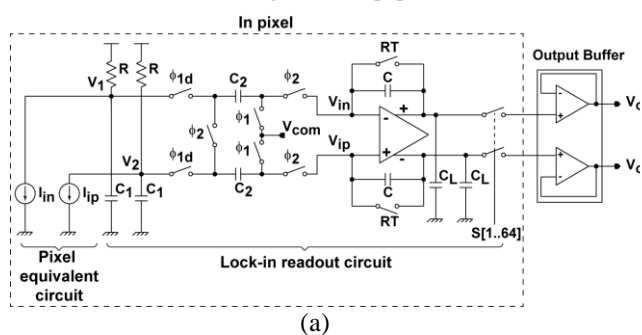 In pixel
RT
R R
V1
ϕ1d
C2
ϕ2
C
Output Buffer
Vin
ϕ1
Vcom
ϕ2
V2
ϕ1d
ϕ1
ϕ2
Vip
C2
C
CL CL
Iin Iip C1 C1
RT
S[1..64]
Pixel
equivalent
circuit
Lock-in readout circuit
(a)